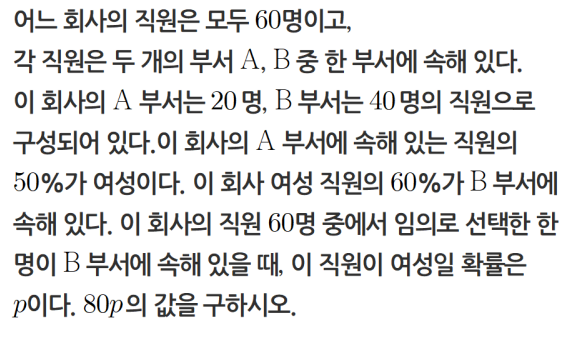 어느 회사의 직원은 모두 60명이고,
각 직원은 두 개의 부서 A, B 중 한 부서에 속해 있다.
이 회사의 A 부서는 20 명, B 부서는 40 명의 직원으로
구성되어 있다.이 회사의 A 부서에 속해 있는 직원의
50%가 여성이다. 이 회사 여성 직원의 60%가 B 부서에
속해 있다. 이 회사의 직원 60명 중에서 임의로 선택한 한
명이 B 부서에 속해 있을 때, 이 직원이 여성일 확률은
p이다. 80p의 값을 구하시오.